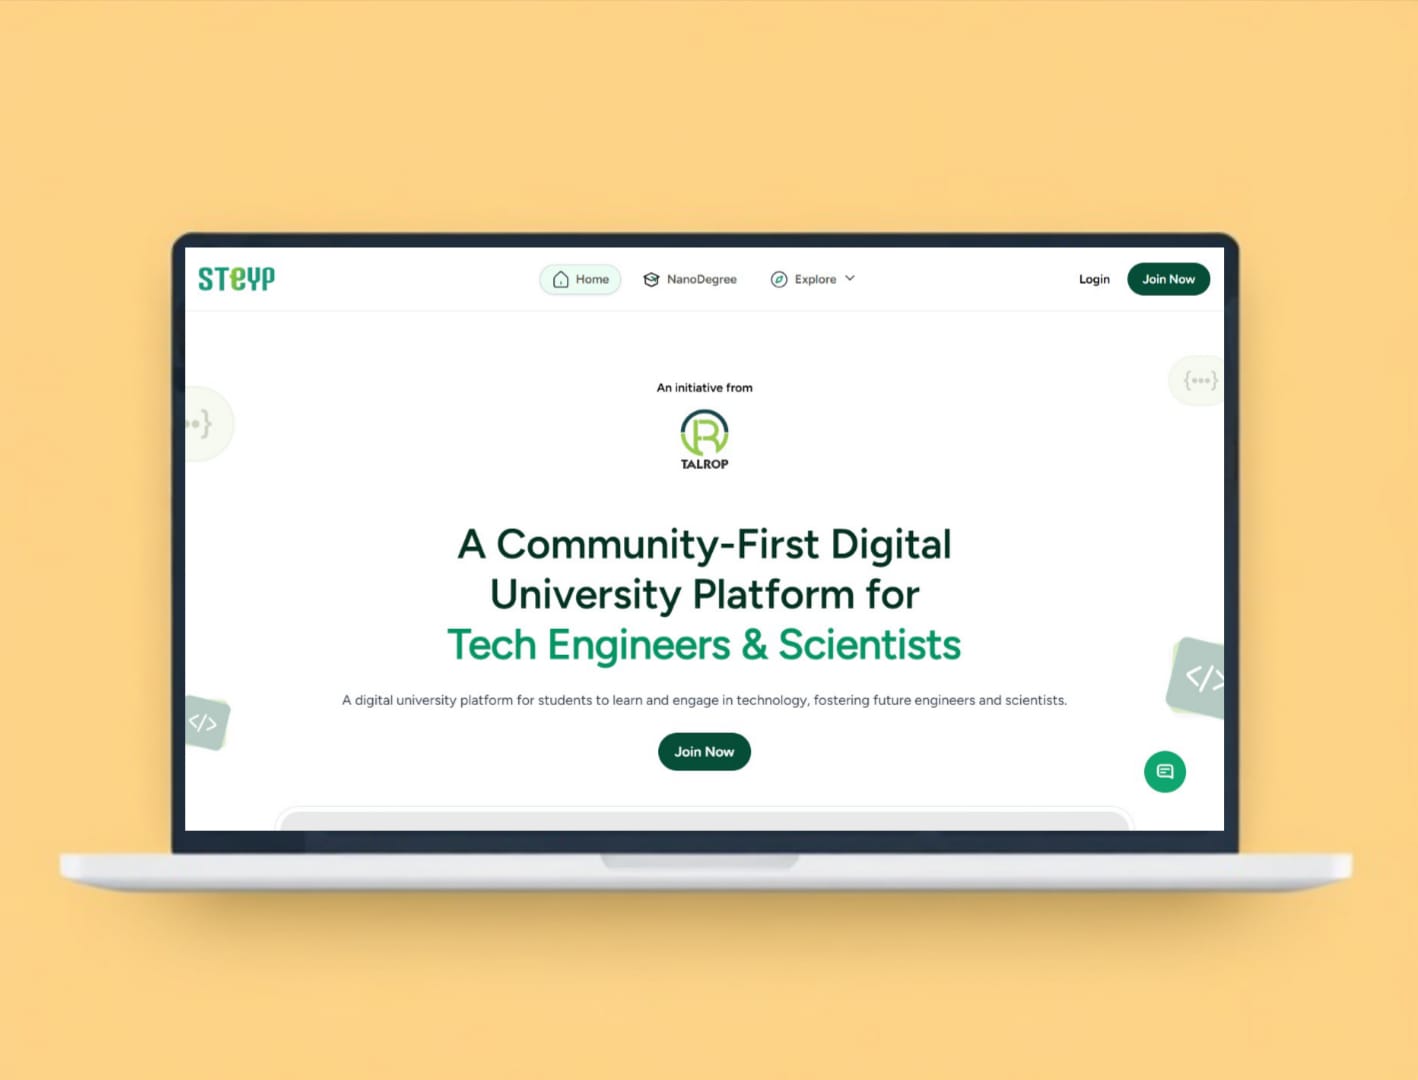 STEYP
Home
NanoDegree
Explore
Login
Join Now
{•••}
••}
An initiative from
TALROP
A Community-First Digital
University Platform for
Tech Engineers & Scientists
</>
A digital university platform for students to learn and engage in technology, fostering future engineers and scientists.
</>
Join Now